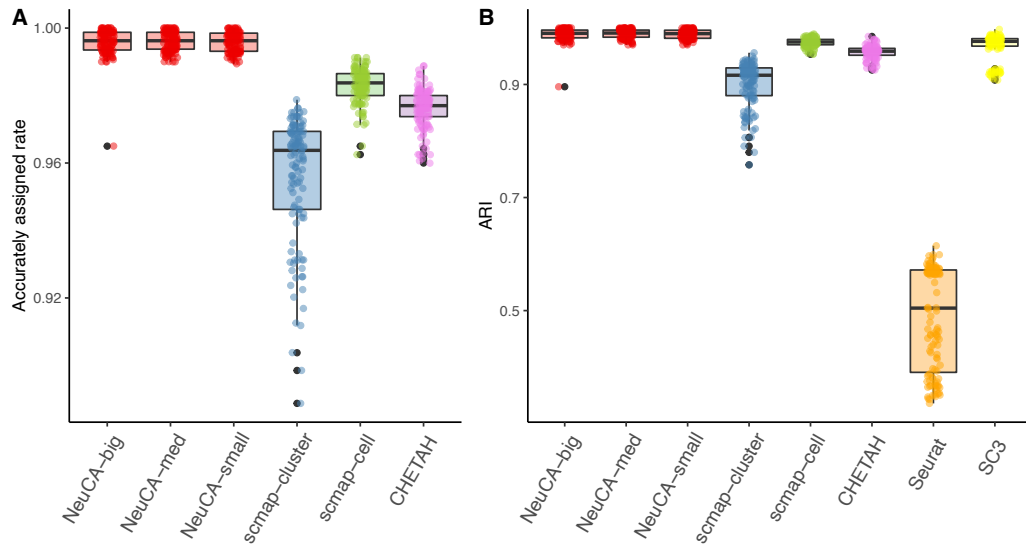 A
Accurately assigned rate
1.00
0.96
0.92
NeuCA−big
NeuCA−med
NeuCA−small
scmap−cluster
scmap−cell
CHETAH
B
ARI
0.9
0.7
0.5
NeuCA−big
NeuCA−med
NeuCA−small
scmap−cluster
scmap−cell
CHETAH
Seurat
SC3